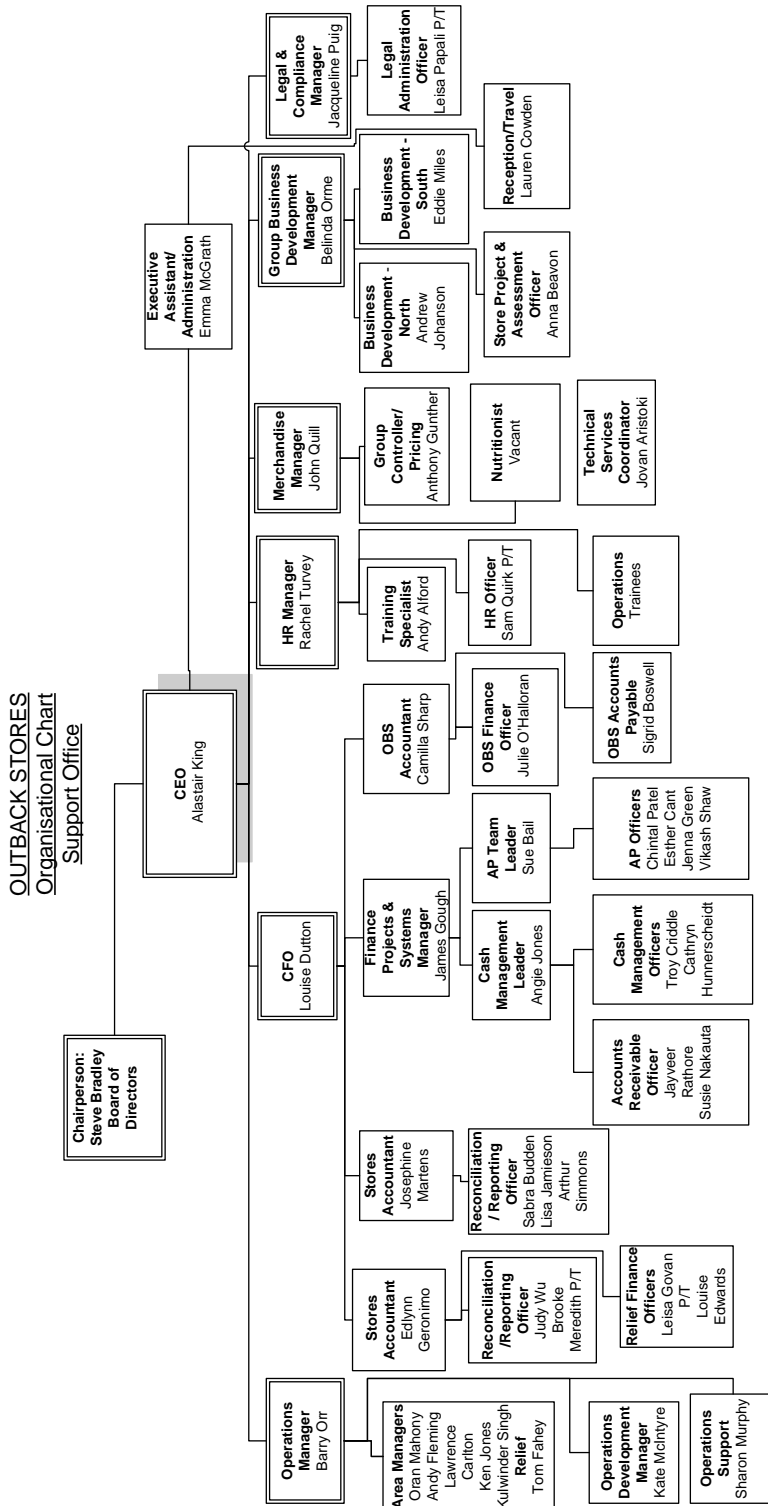 OUTBACK STORES
Organisational Chart
Support Office
Chairperson:
Steve Bradley
Board of
Directors
CEO
Alastair King
Executive
Assistant/
Administration
Emma McGrath
Operations
Manager
Barry Orr
CFO
Louise Dutton
HR Manager
Rachel Turvey
Merchandise
Manager
John Quill
Group Business
Development
Manager
Belinda Orme
Legal &
Compliance
Manager
Jacqueline Puig
Area Managers
Oran Mahony
Andy Fleming
Lawrence
Carlton
Ken Jones
Kulwinder Singh
Relief
Tom Fahey
Stores
Accountant
Edlynn
Geronimo
Stores
Accountant
Josephine
Martens
Finance
Projects &
Systems
Manager
James Gough
OBS
Accountant
Camilla Sharp
Training
Specialist
Andy Alford
Group
Controller/
Pricing
Anthony Gunther
Business
Development -
North
Andrew
Johanson
Business
Development -
South
Eddie Miles
Legal
Administration
Officer
Leisa Papali P/T
Reconciliation
/Reporting
Officer
Judy Wu
Brooke
Meredith P/T
Reconciliation
/ Reporting
Officer
Sabra Budden
Lisa Jamieson
Arthur
Simmons
Cash
Management
Leader
Angie Jones
AP Team
Leader
Sue Bail
OBS Finance
Officer
Julie O'Halloran
HR Officer
Sam Quirk P/T
Nutritionist
Vacant
Store Project &
Assessment
Officer
Anna Beavon
Reception/Travel
Lauren Cowden
Operations
Development
Manager
Kate McIntyre
Relief Finance
Officers
Leisa Govan
P/T
Louise
Edwards
Accounts
Receivable
Officer
Jayveer
Rathore
Susie Nakauta
Cash
Management
Officers
Troy Criddle
Cathryn
Hunnerscheidt
AP Officers
Chintal Patel
Esther Cant
Jenna Green
Vikash Shaw
OBS Accounts
Payable
Sigrid Boswell
Operations
Trainees
Technical
Services
Coordinator
Jovan Aristoki
Operations
Support
Sharon Murphy